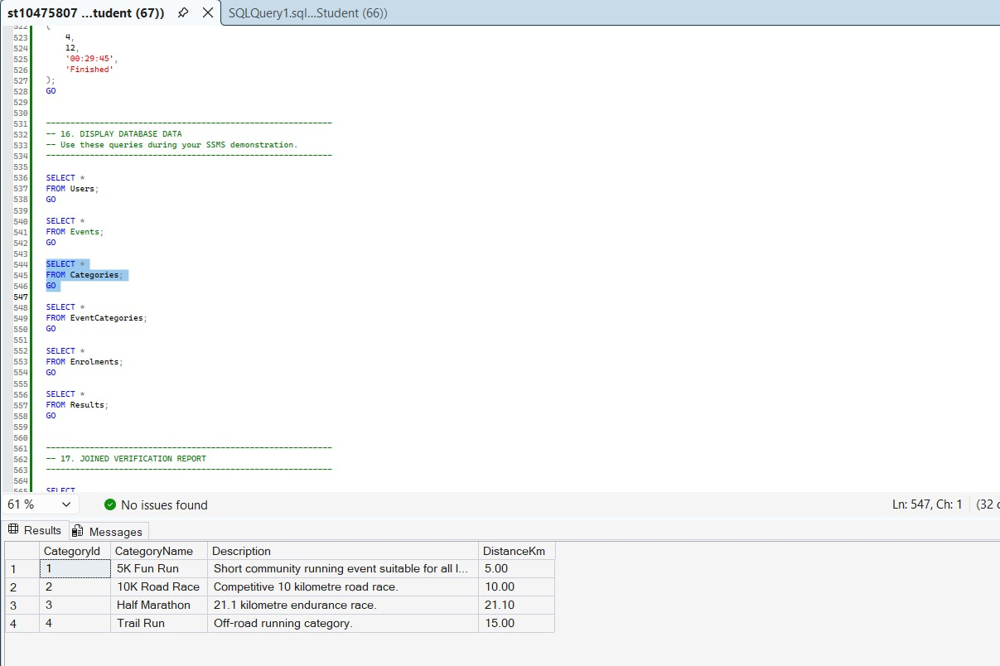 st10475807 ...tudent (67))
SQLQuery1.sql...Student (66))
522 (
523 4,
524 12,
525 '00:29:45',
526 'Finished'
527 );
528 GO
529
530
531 -----------------------------------------------------------
532 -- 16. DISPLAY DATABASE DATA
533 -- Use these queries during your SSMS demonstration.
534 -----------------------------------------------------------
535
536 SELECT *
537 FROM Users;
538 GO
539
540 SELECT *
541 FROM Events;
542 GO
543
544 SELECT *
545 FROM Categories;
546 GO
547
548 SELECT *
549 FROM EventCategories;
550 GO
551
552 SELECT *
553 FROM Enrolments;
554 GO
555
556 SELECT *
557 FROM Results;
558 GO
559
560
561 -----------------------------------------------------------
562 -- 17. JOINED VERIFICATION REPORT
563 -----------------------------------------------------------
564
565 SELECT
61 % No issues found Ln: 547, Ch: 1 (32 c
Results Messages
CategoryId CategoryName Description DistanceKm
1 1 5K Fun Run Short community running event suitable for all l... 5.00
2 2 10K Road Race Competitive 10 kilometre road race. 10.00
3 3 Half Marathon 21.1 kilometre endurance race. 21.10
4 4 Trail Run Off-road running category. 15.00